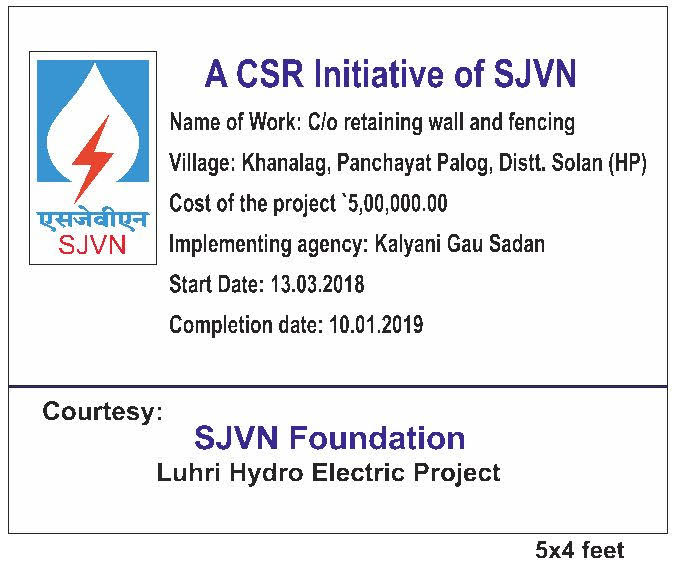 A CSR Initiative of SJVN
Name of Work: C/o retaining wall and fencing
Village: Khanalag, Panchayat Palog, Distt. Solan (HP)
Cost of the project `5,00,000.00
एसजेवीएन
SJVN
Implementing agency: Kalyani Gau Sadan
Start Date: 13.03.2018
Completion date: 10.01.2019
Courtesy:
SJVN Foundation
Luhri Hydro Electric Project
5x4 feet